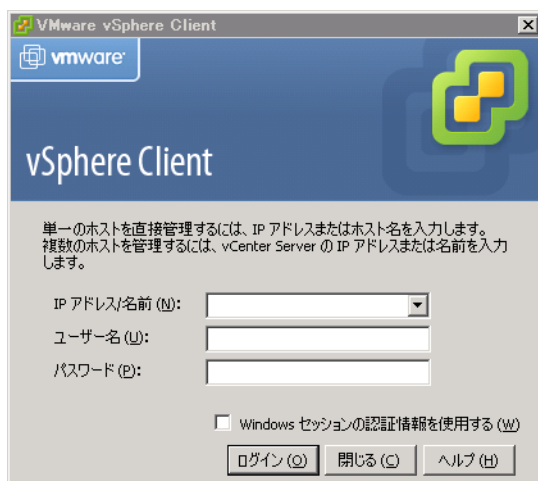 VMware vSphere Client
vmware
vSphere Client
単一のホストを直接管理するには、IP アドレスまたはホスト名を入力します。
複数のホストを管理するには、vCenter Server の IP アドレスまたは名前を入力
します。
IP アドレス/名前 (N):
ユーザー名 (U):
パスワード (P):
Windows セッションの認証情報を使用する (W)
ログイン (O) 閉じる (C) ヘルプ (H)